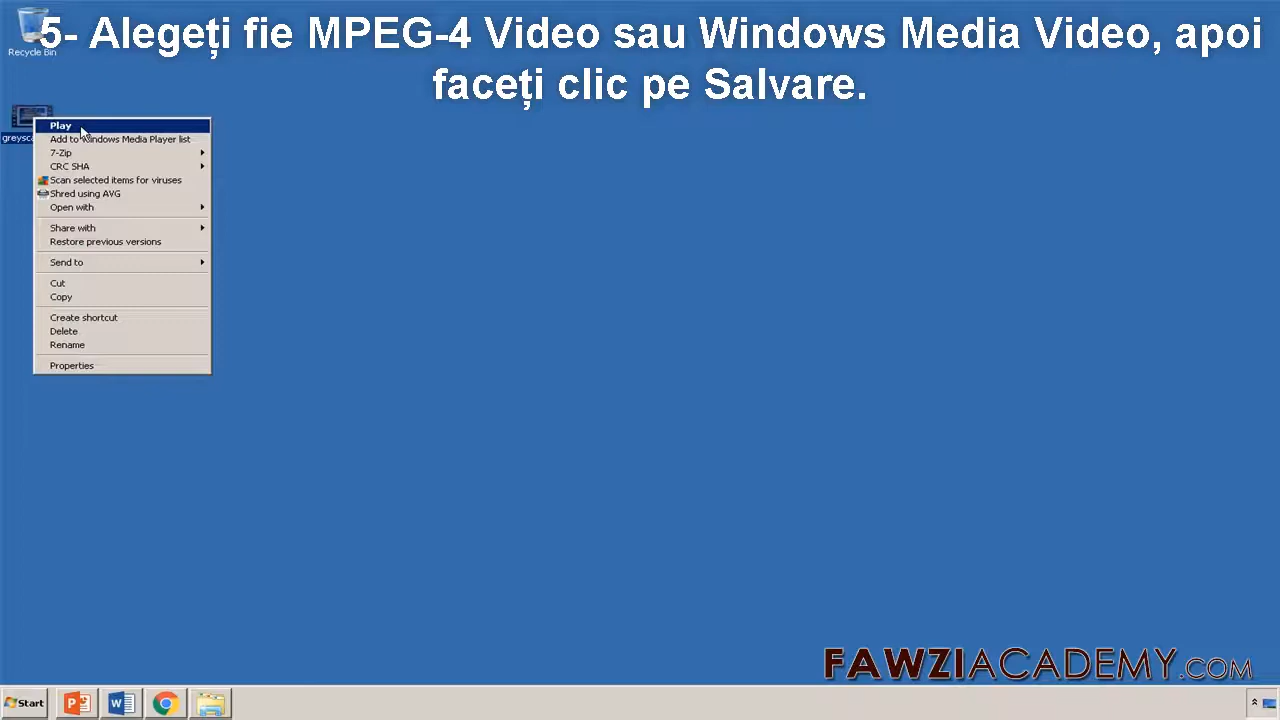 5- Alegeți fie MPEG-4 Video sau Windows Media Video, apoi
faceți clic pe Salvare.
Recycle Bin
Play
Add to Windows Media Player list
7-Zip
CRC SHA
Scan selected items for viruses
Shred using AVG
Open with
Share with
Restore previous versions
Send to
Cut
Copy
Create shortcut
Delete
Rename
Properties
FAWZIACADEMY.COM
Start